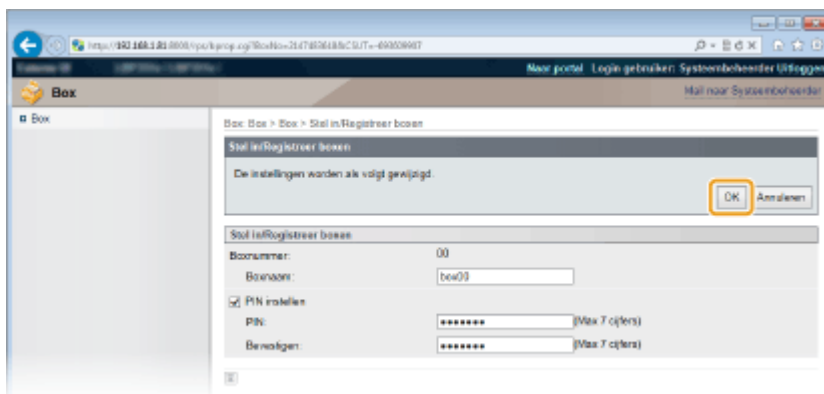 Naar portal Login gebruiker: Systeembeheerder Uitloggen
Box
Mail naar Systeembeheerder
Box
Box: Box > Box > Stel in/Registreer boxen
Stel in/Registreer boxen
De instellingen worden als volgt gewijzigd.
OK Annuleren
Stel in/Registreer boxen
Boxnummer: 00
Boxnaam: box00
PIN instellen
PIN: ••••••• (Max 7 cijfers)
Bevestigen: ••••••• (Max 7 cijfers)